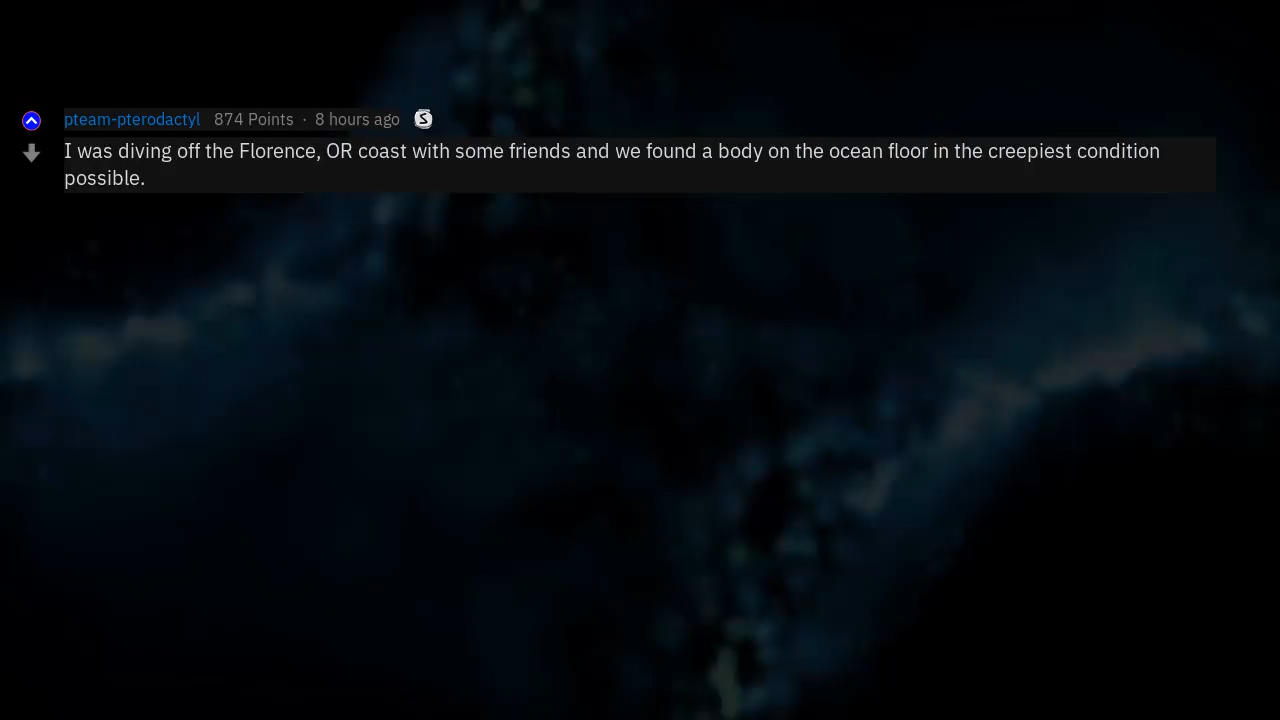 pteam-pterodactyl 874 Points · 8 hours ago S
I was diving off the Florence, OR coast with some friends and we found a body on the ocean floor in the creepiest condition
possible.